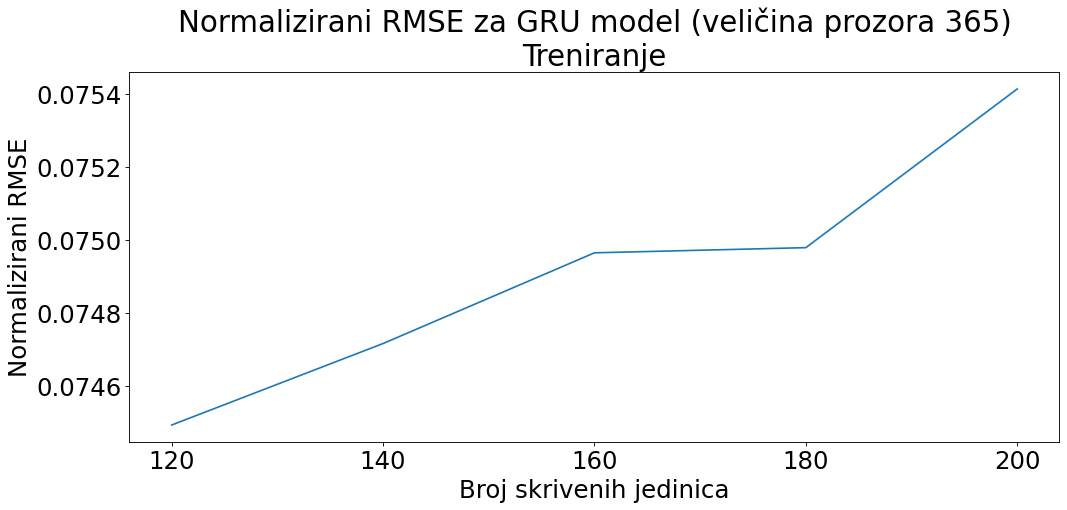 Normalizirani RMSE za GRU model (veličina prozora 365)
Treniranje
Normalizirani RMSE
0.0754
0.0752
0.0750
0.0748
0.0746
120 140 160 180 200
Broj skrivenih jedinica